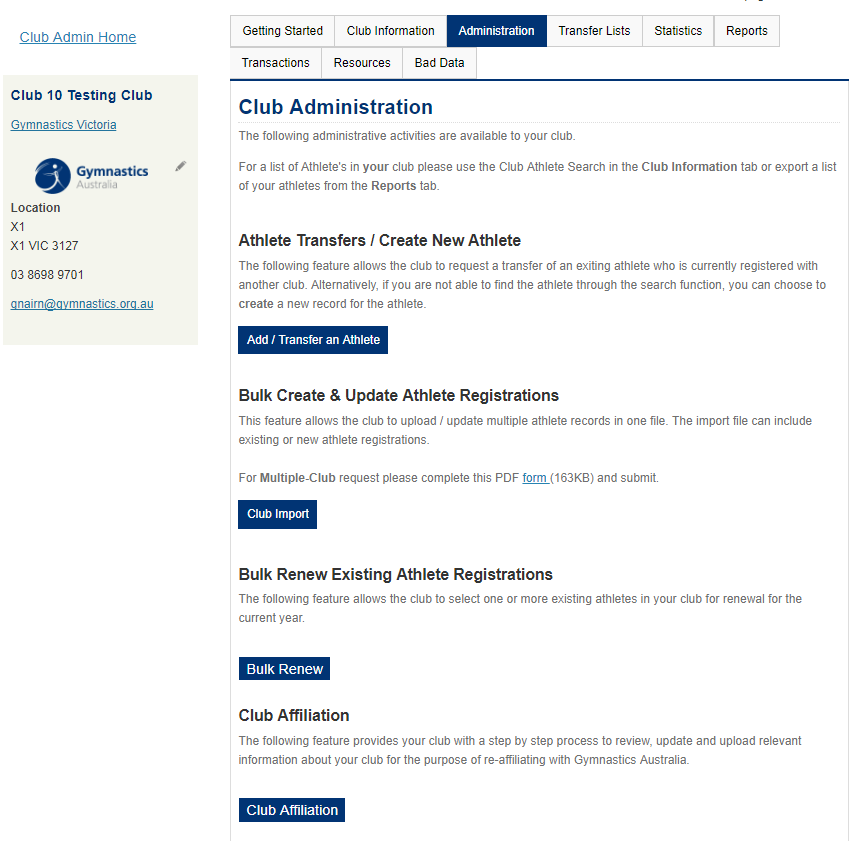 Club Admin Home
Getting Started
Club Information
Administration
Transfer Lists
Statistics
Reports
Transactions
Resources
Bad Data
Club 10 Testing Club
Gymnastics Victoria
Gymnastics
Australia
Location
X1
X1 VIC 3127
03 8698 9701
gnairn@gymnastics.org.au
Club Administration
The following administrative activities are available to your club.
For a list of Athlete's in your club please use the Club Athlete Search in the Club Information tab or export a list
of your athletes from the Reports tab.
Athlete Transfers / Create New Athlete
The following feature allows the club to request a transfer of an exiting athlete who is currently registered with
another club. Alternatively, if you are not able to find the athlete through the search function, you can choose to
create a new record for the athlete.
Add / Transfer an Athlete
Bulk Create & Update Athlete Registrations
This feature allows the club to upload / update multiple athlete records in one file. The import file can include
existing or new athlete registrations.
For Multiple-Club request please complete this PDF form (163KB) and submit.
Club Import
Bulk Renew Existing Athlete Registrations
The following feature allows the club to select one or more existing athletes in your club for renewal for the
current year.
Bulk Renew
Club Affiliation
The following feature provides your club with a step by step process to review, update and upload relevant
information about your club for the purpose of re-affiliating with Gymnastics Australia.
Club Affiliation